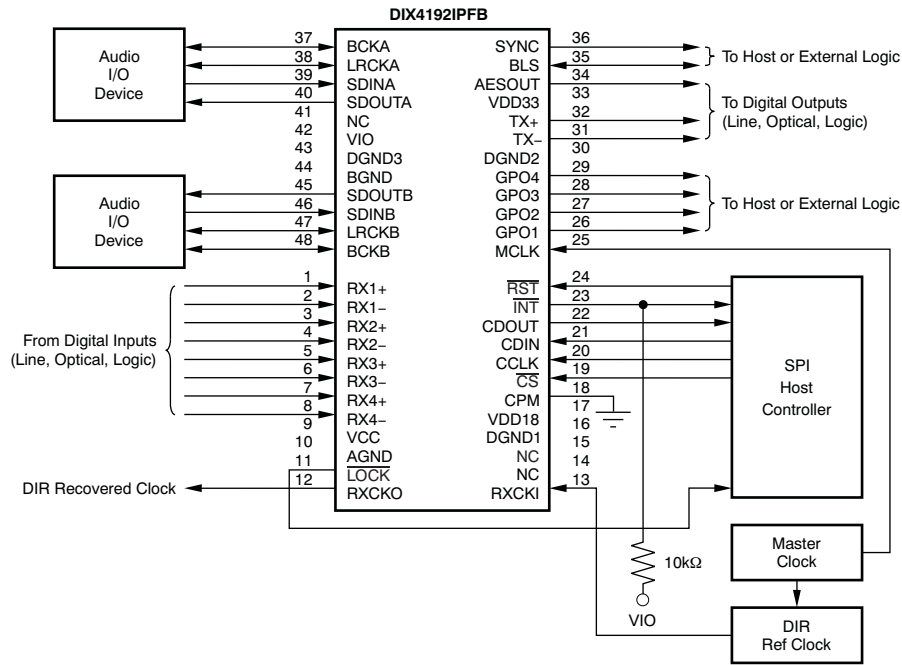 DIX4192IPFB
Audio
I/O
Device
37
38
39
40
41
42
43
44
45
46
47
48
BCKA
LRCKA
SDINA
SDOUTA
NC
VIO
DGND3
BGND
SDOUTB
SDINB
LRCKB
BCKB
Audio
I/O
Device
SYNC
BLS
AESOUT
VDD33
TX+
TX−
DGND2
GPO4
GPO3
GPO2
GPO1
MCLK
36
35
34
33
32
31
30
29
28
27
26
25
To Host or External Logic
To Digital Outputs
(Line, Optical, Logic)
To Host or External Logic
From Digital Inputs
(Line, Optical, Logic)
1
2
3
4
5
6
7
8
9
10
11
12
RX1+
RX1−
RX2+
RX2−
RX3+
RX3−
RX4+
RX4−
VCC
AGND
LOCK
RXCKO
DIR Recovered Clock
RST
INT
CDOUT
CDIN
CCLK
CS
CPM
VDD18
DGND1
NC
NC
RXCKI
24
23
22
21
20
19
18
17
16
15
14
13
SPI
Host
Controller
10kΩ
VIO
Master
Clock
DIR
Ref Clock